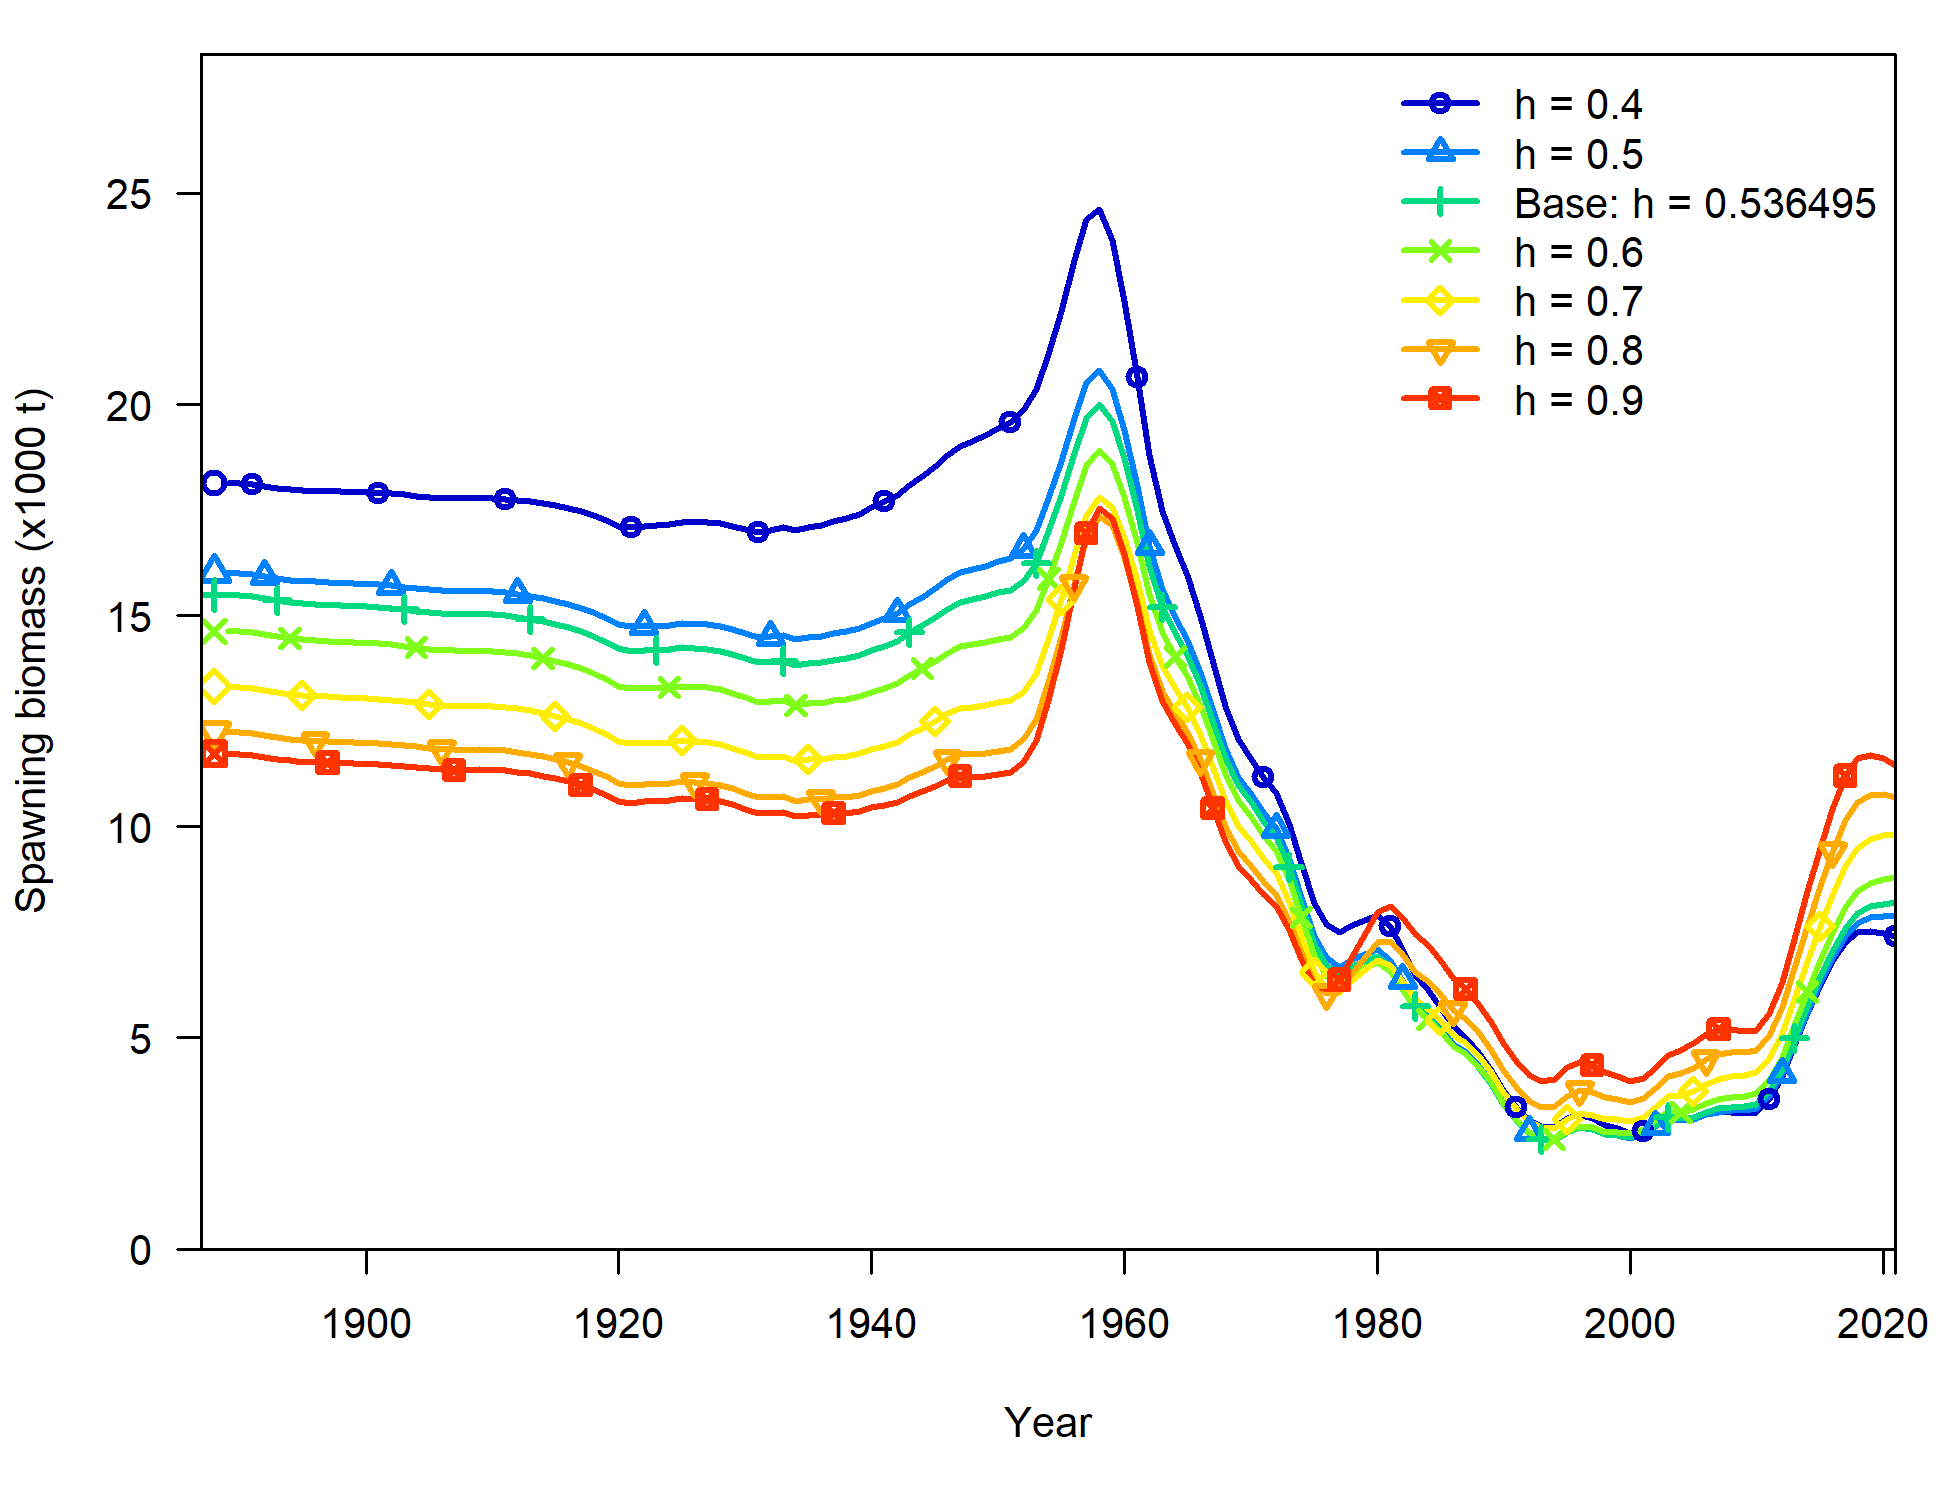 h = 0.4
h = 0.5
Base: h = 0.536495
h = 0.6
h = 0.7
h = 0.8
h = 0.9
Spawning biomass (x1000 t)
25
20
15
10
5
0
1900 1920 1940 1960 1980 2000 2020
Year